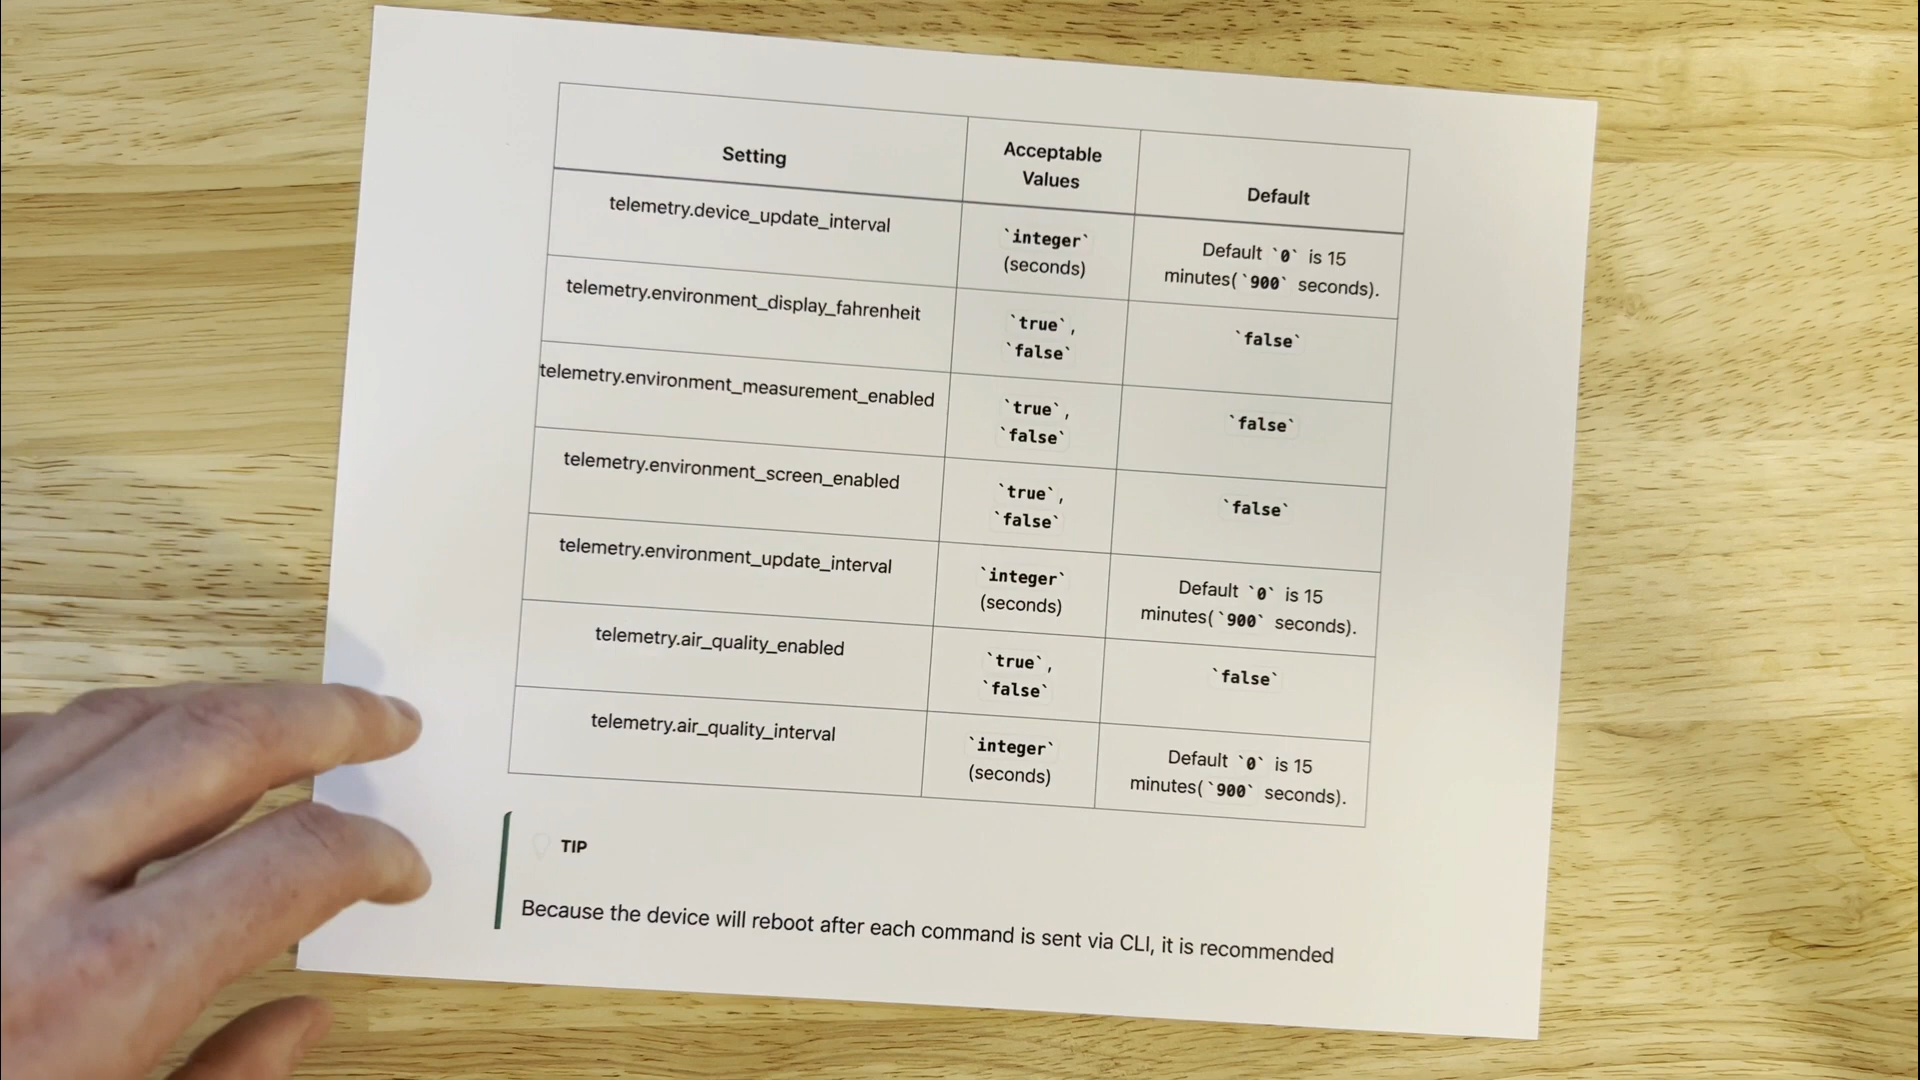 Setting
Acceptable
Values
Default
telemetry.device_update_interval
`integer`
(seconds)
Default `0` is 15
minutes(`900` seconds).
telemetry.environment_display_fahrenheit
`true`,
`false`
`false`
telemetry.environment_measurement_enabled
`true`,
`false`
`false`
telemetry.environment_screen_enabled
`true`,
`false`
`false`
telemetry.environment_update_interval
`integer`
(seconds)
Default `0` is 15
minutes(`900` seconds).
telemetry.air_quality_enabled
`true`,
`false`
`false`
telemetry.air_quality_interval
`integer`
(seconds)
Default `0` is 15
minutes(`900` seconds).
TIP
Because the device will reboot after each command is sent via CLI, it is recommended